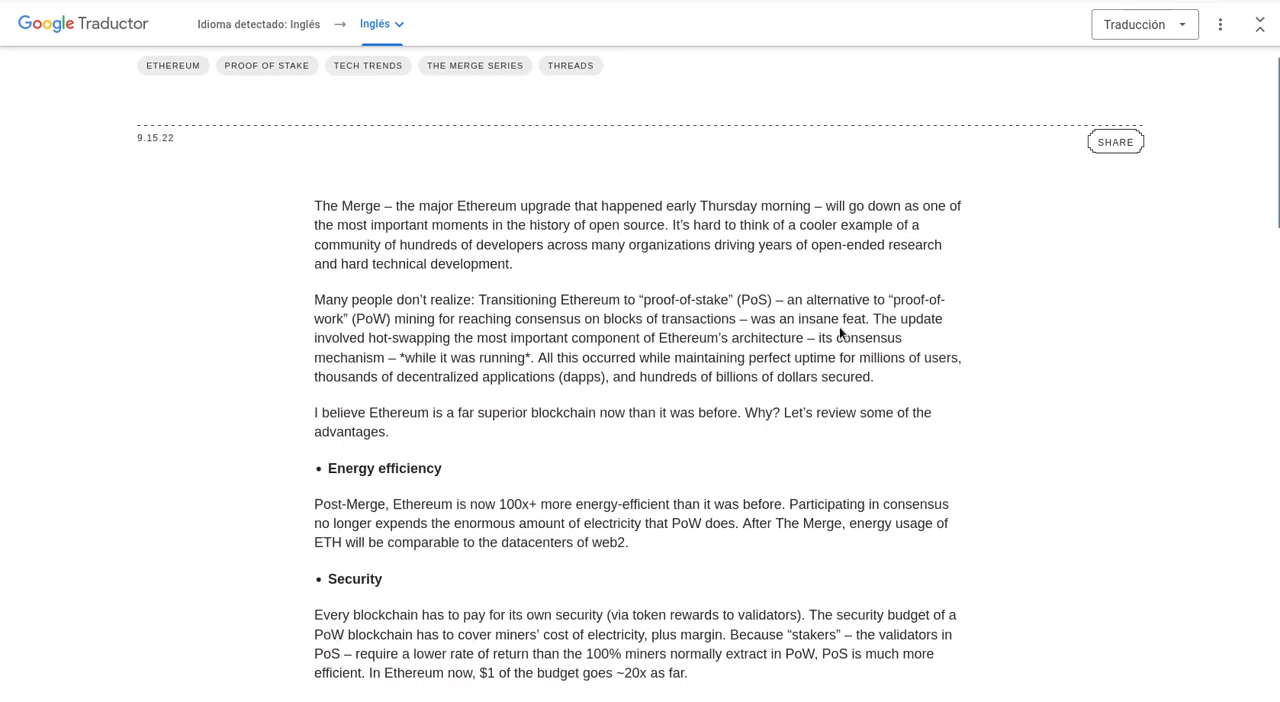 Google Traductor
Idioma detectado: Inglés → Inglés
Traducción
ETHEREUM PROOF OF STAKE TECH TRENDS THE MERGE SERIES THREADS
9.15.22
SHARE
The Merge – the major Ethereum upgrade that happened early Thursday morning – will go down as one of
the most important moments in the history of open source. It’s hard to think of a cooler example of a
community of hundreds of developers across many organizations driving years of open-ended research
and hard technical development.
Many people don’t realize: Transitioning Ethereum to “proof-of-stake” (PoS) – an alternative to “proof-of-
work” (PoW) mining for reaching consensus on blocks of transactions – was an insane feat. The update
involved hot-swapping the most important component of Ethereum’s architecture – its consensus
mechanism – *while it was running*. All this occurred while maintaining perfect uptime for millions of users,
thousands of decentralized applications (dapps), and hundreds of billions of dollars secured.
I believe Ethereum is a far superior blockchain now than it was before. Why? Let’s review some of the
advantages.
• Energy efficiency
Post-Merge, Ethereum is now 100x+ more energy-efficient than it was before. Participating in consensus
no longer expends the enormous amount of electricity that PoW does. After The Merge, energy usage of
ETH will be comparable to the datacenters of web2.
• Security
Every blockchain has to pay for its own security (via token rewards to validators). The security budget of a
PoW blockchain has to cover miners’ cost of electricity, plus margin. Because “stakers” – the validators in
PoS – require a lower rate of return than the 100% miners normally extract in PoW, PoS is much more
efficient. In Ethereum now, $1 of the budget goes ~20x as far.